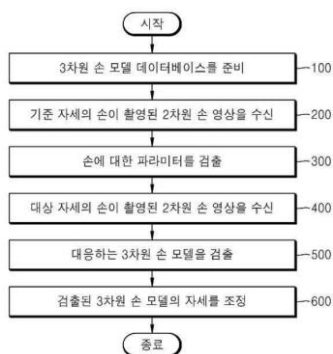 시작
3차원 손 모델 데이터베이스를 준비
100
기준 자세의 손이 촬영된 2차원 손 영상을 수신
200
손에 대한 파라미터를 검출
300
대상 자세의 손이 촬영된 2차원 손 영상을 수신
400
대응하는 3차원 손 모델을 검출
500
검출된 3차원 손 모델의 자세를 조정
600
종료